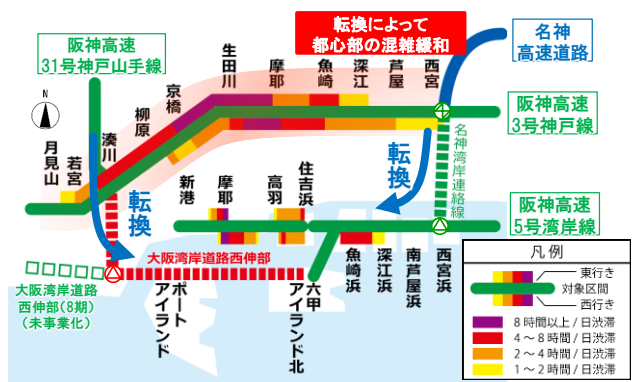 転換によって
都心部の混雑緩和
名神
高速道路
阪神高速
31号神戸山手線
阪神高速
3号神戸線
阪神高速
5号湾岸線
N
月見山
若宮
湊川
柳原
京橋
生田川
摩耶
魚崎
深江
芦屋
西宮
転換
転換
名神湾岸連絡線
新港
摩耶
高羽
住吉浜
大阪湾岸道路西伸部
大阪湾岸道路
西伸部(8期)
(未事業化)
ポート
アイランド
六甲
アイランド北
魚崎浜
深江浜
南芦屋浜
西宮浜
凡例
東行き
対象区間
西行き
8時間以上/日渋滞
4～8時間/日渋滞
2～4時間/日渋滞
1～2時間/日渋滞